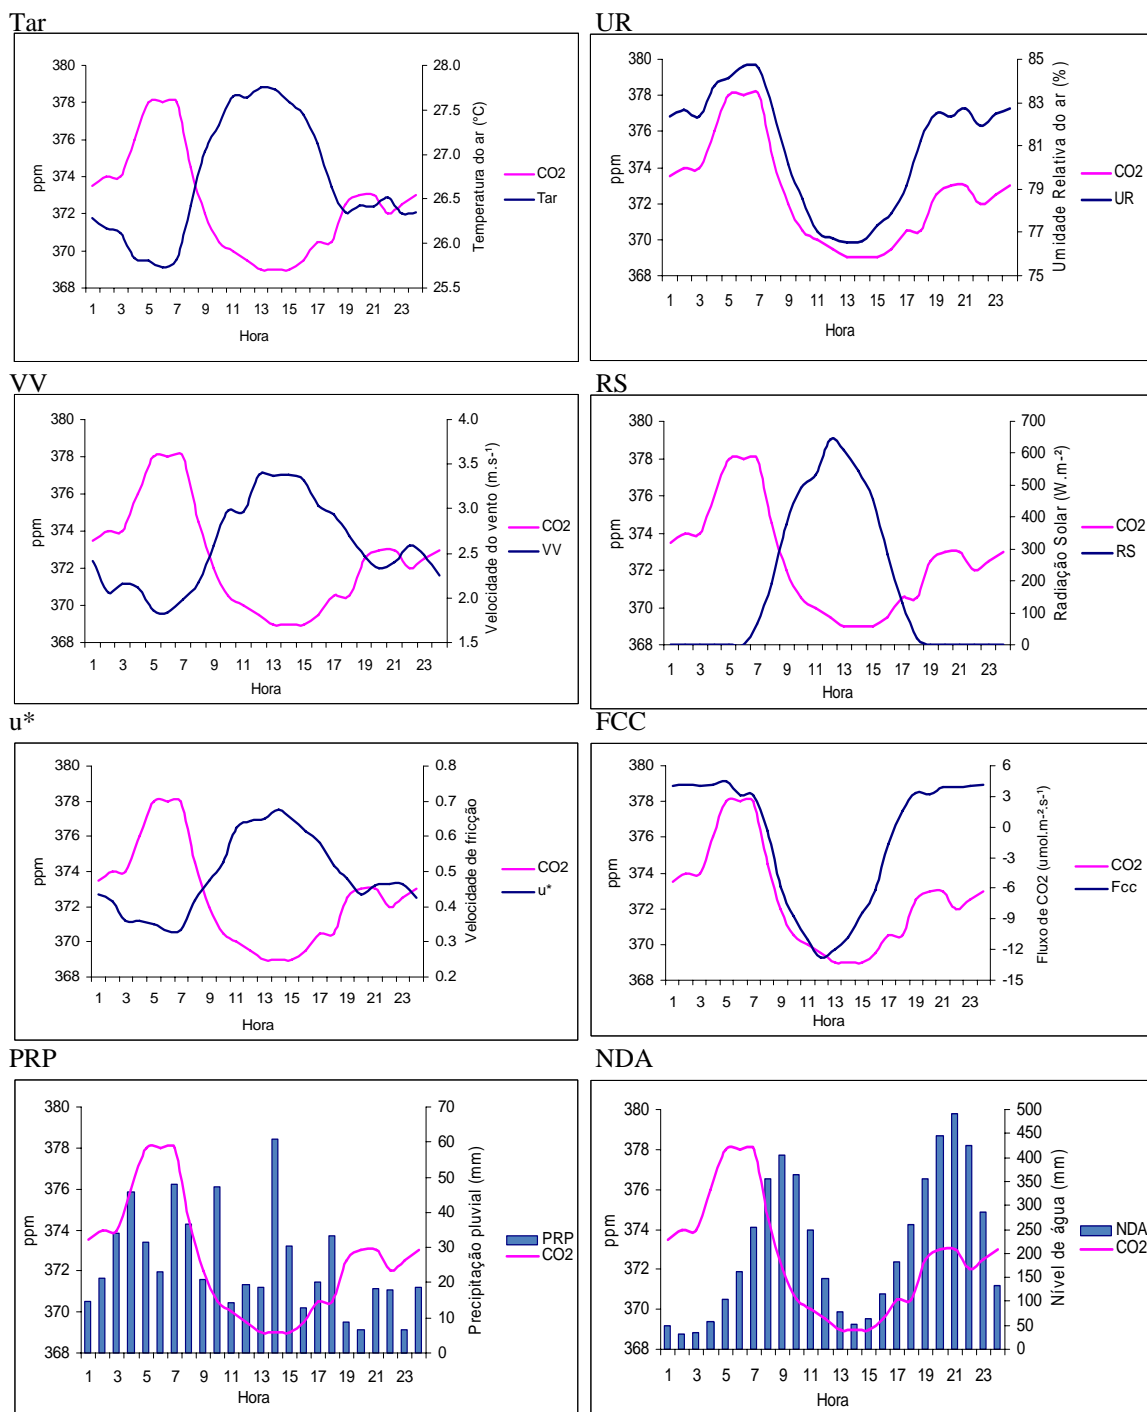 Tar
380
378
376
374
372
370
368
28.0
27.5
27.0
26.5
26.0
25.5
ppm
Temperatura do ar (°C)
CO2
Tar
1 3 5 7 9 11 13 15 17 19 21 23
Hora
UR
380
378
376
374
372
370
368
85
83
81
79
77
75
ppm
Umidade Relativa do ar (%)
CO2
UR
1 3 5 7 9 11 13 15 17 19 21 23
Hora
VV
380
378
376
374
372
370
368
4.0
3.5
3.0
2.5
2.0
1.5
ppm
Velocidade do vento (m.s-¹)
CO2
VV
1 3 5 7 9 11 13 15 17 19 21 23
Hora
RS
380
378
376
374
372
370
368
700
600
500
400
300
200
100
0
ppm
Radiação Solar (W.m-²)
CO2
RS
1 3 5 7 9 11 13 15 17 19 21 23
Hora
u*
380
378
376
374
372
370
368
0.8
0.7
0.6
0.5
0.4
0.3
0.2
ppm
Velocidade de fricção
CO2
u*
1 3 5 7 9 11 13 15 17 19 21 23
Hora
FCC
380
378
376
374
372
370
368
6
3
0
-3
-6
-9
-12
-15
ppm
Fluxo de CO2 (umol.m-².s-¹)
CO2
Fcc
1 3 5 7 9 11 13 15 17 19 21 23
Hora
PRP
380
378
376
374
372
370
368
70
60
50
40
30
20
10
0
ppm
Precipitação pluvial (mm)
PRP
CO2
1 3 5 7 9 11 13 15 17 19 21 23
Hora
NDA
380
378
376
374
372
370
368
500
450
400
350
300
250
200
150
100
50
0
ppm
Nível de água (mm)
NDA
CO2
1 3 5 7 9 11 13 15 17 19 21 23
Hora